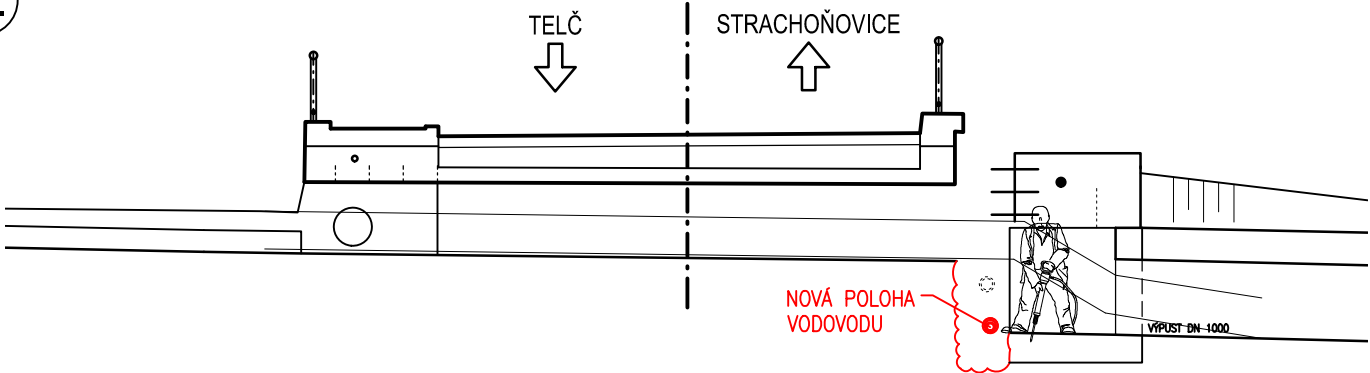 TELČ
STRACHOŇOVICE
NOVÁ POLOHA
VODOVODU
VÝPUST DN 1000